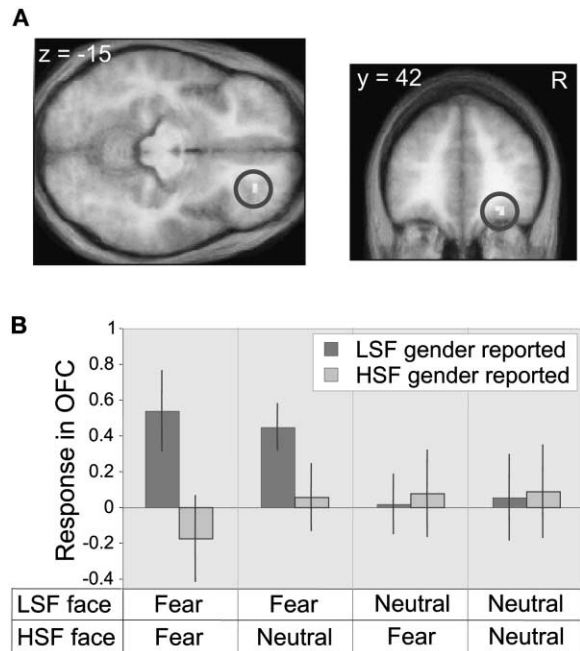 A
z = -15
y = 42
R
B
Response in OFC
1
0.8
0.6
0.4
0.2
0
-0.2
-0.4
LSF gender reported
HSF gender reported
LSF face Fear Fear Neutral Neutral
HSF face Fear Neutral Fear Neutral